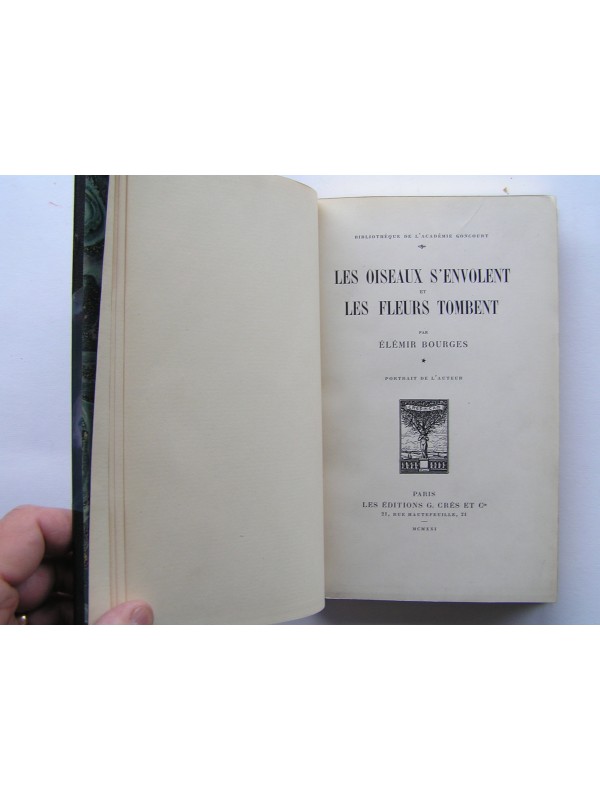 BIBLIOTHÈQUE DE L'ACADÉMIE GONCOURT
LES OISEAUX S'ENVOLENT
ET
LES FLEURS TOMBENT
PAR
ÉLÉMIR BOURGES
PORTRAIT DE L'AUTEUR
PARIS
LES ÉDITIONS G. CRÈS ET Cie
21, RUE HAUTEFEUILLE, 21
MCMXXI